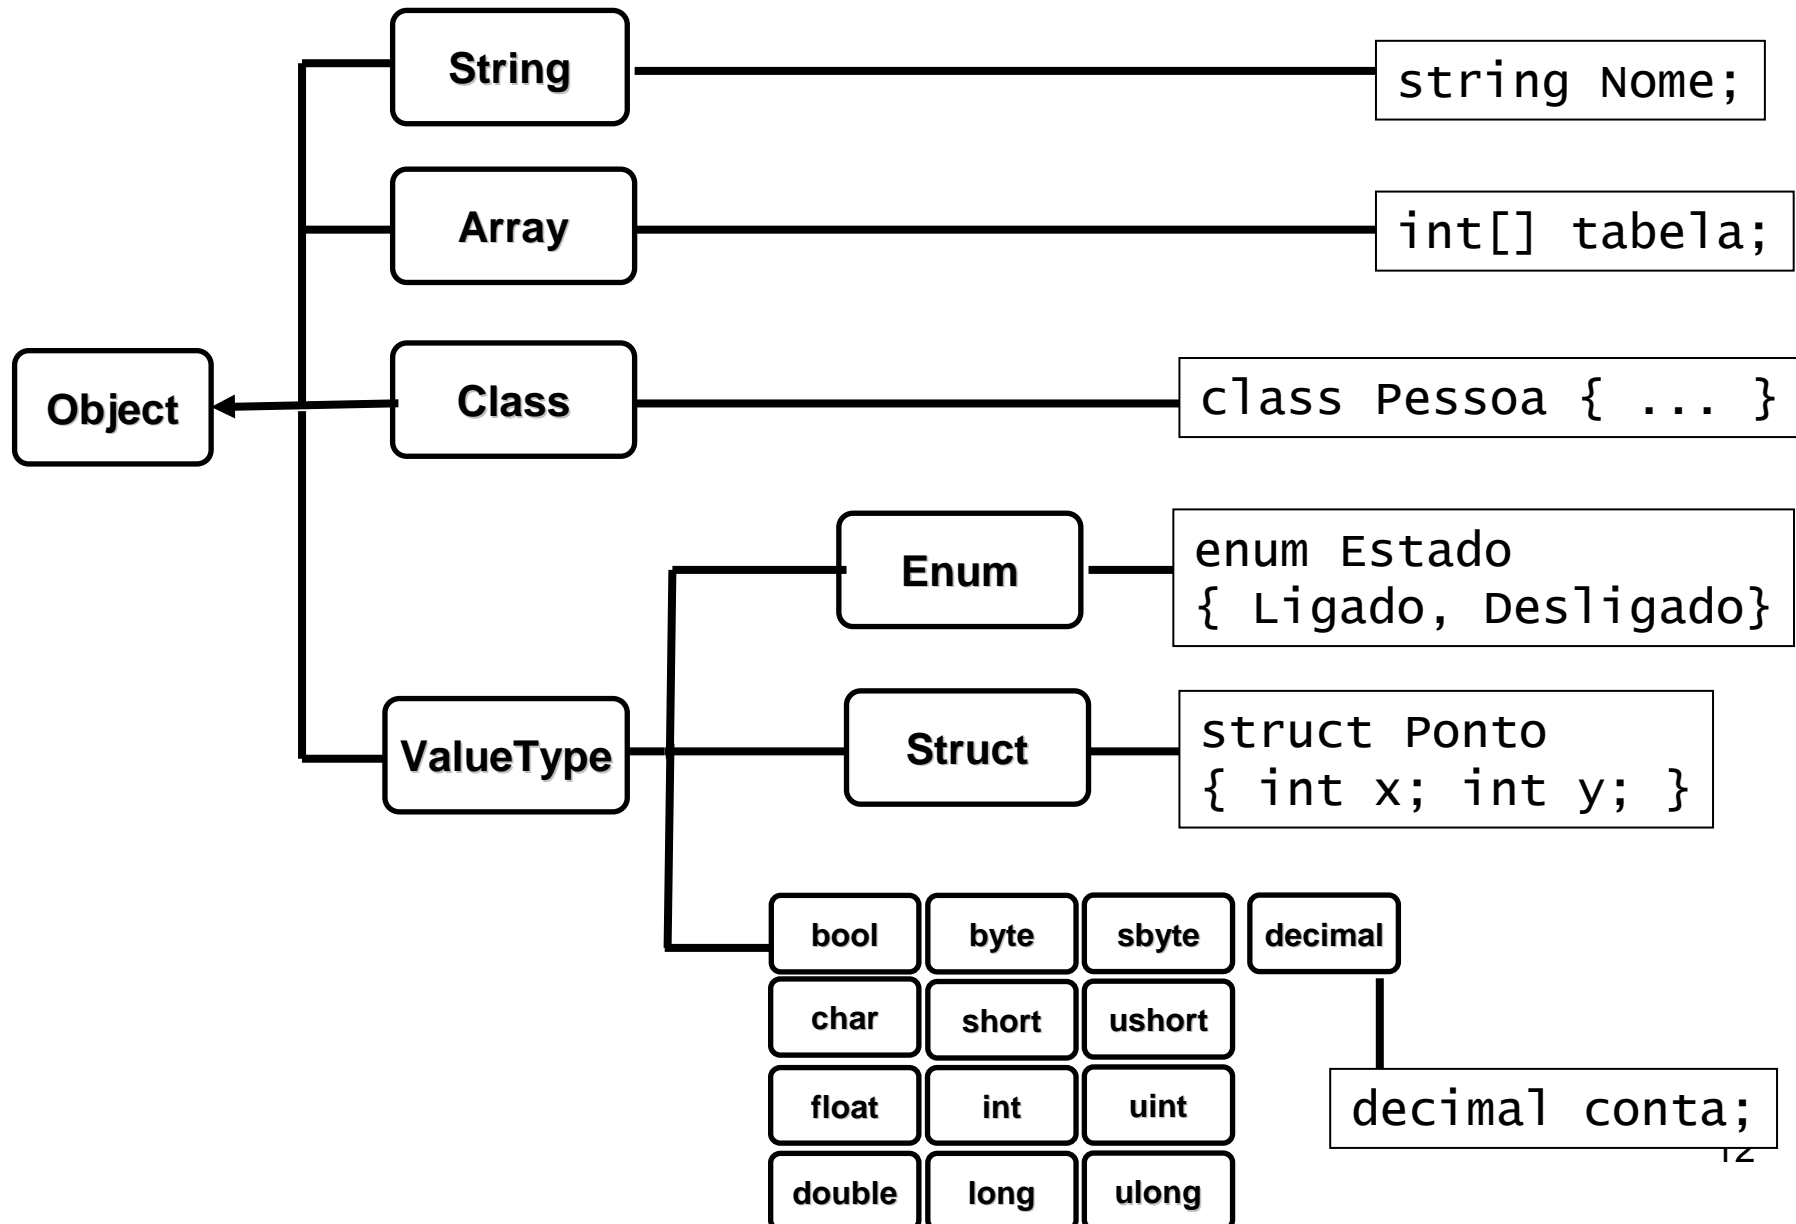 String
string Nome;
Array
int[] tabela;
Object
Class
class Pessoa { ... }
Enum
enum Estado
{ Ligado, Desligado}
ValueType
Struct
struct Ponto
{ int x; int y; }
bool byte sbyte decimal
char short ushort
float int uint
decimal conta;
12
double long ulong